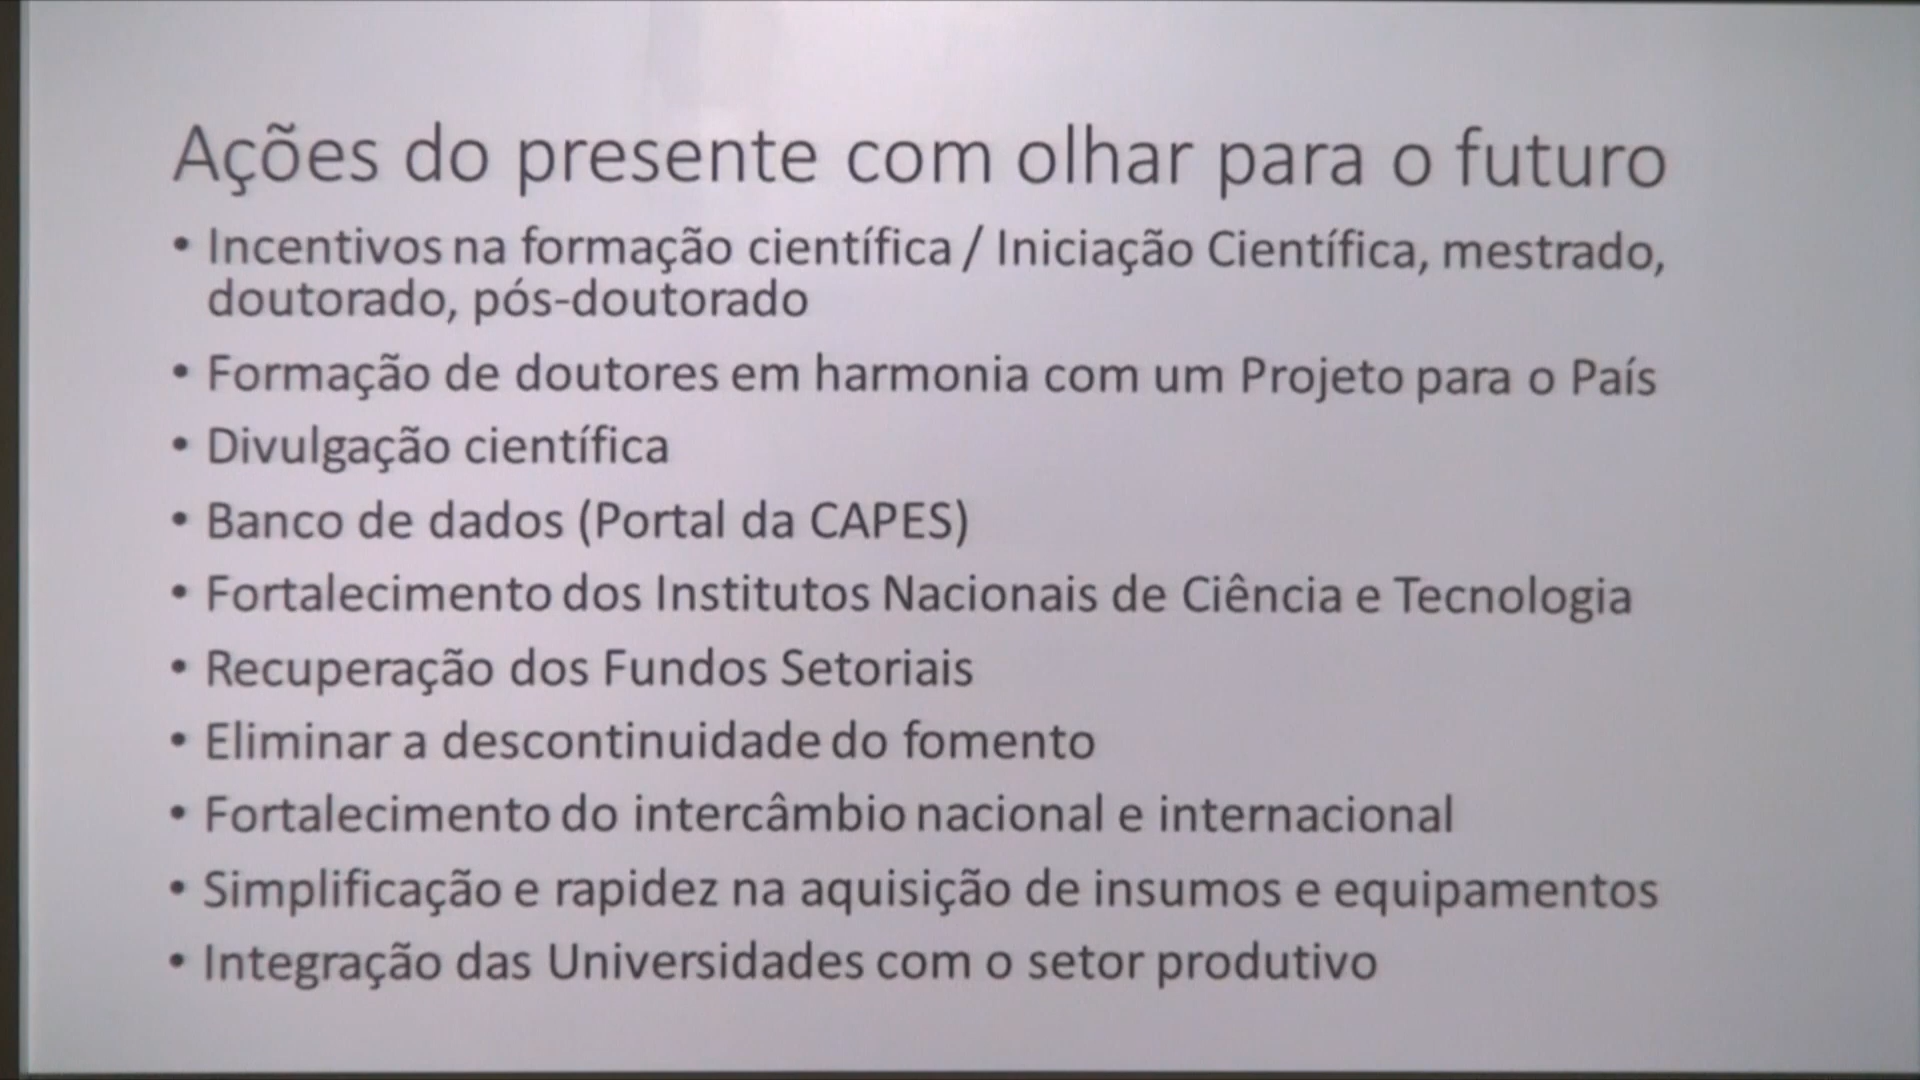 Ações do presente com olhar para o futuro
• Incentivos na formação científica / Iniciação Científica, mestrado,
doutorado, pós-doutorado
• Formação de doutores em harmonia com um Projeto para o País
• Divulgação científica
• Banco de dados (Portal da CAPES)
• Fortalecimento dos Institutos Nacionais de Ciência e Tecnologia
• Recuperação dos Fundos Setoriais
• Eliminar a descontinuidade do fomento
• Fortalecimento do intercâmbio nacional e internacional
• Simplificação e rapidez na aquisição de insumos e equipamentos
• Integração das Universidades com o setor produtivo